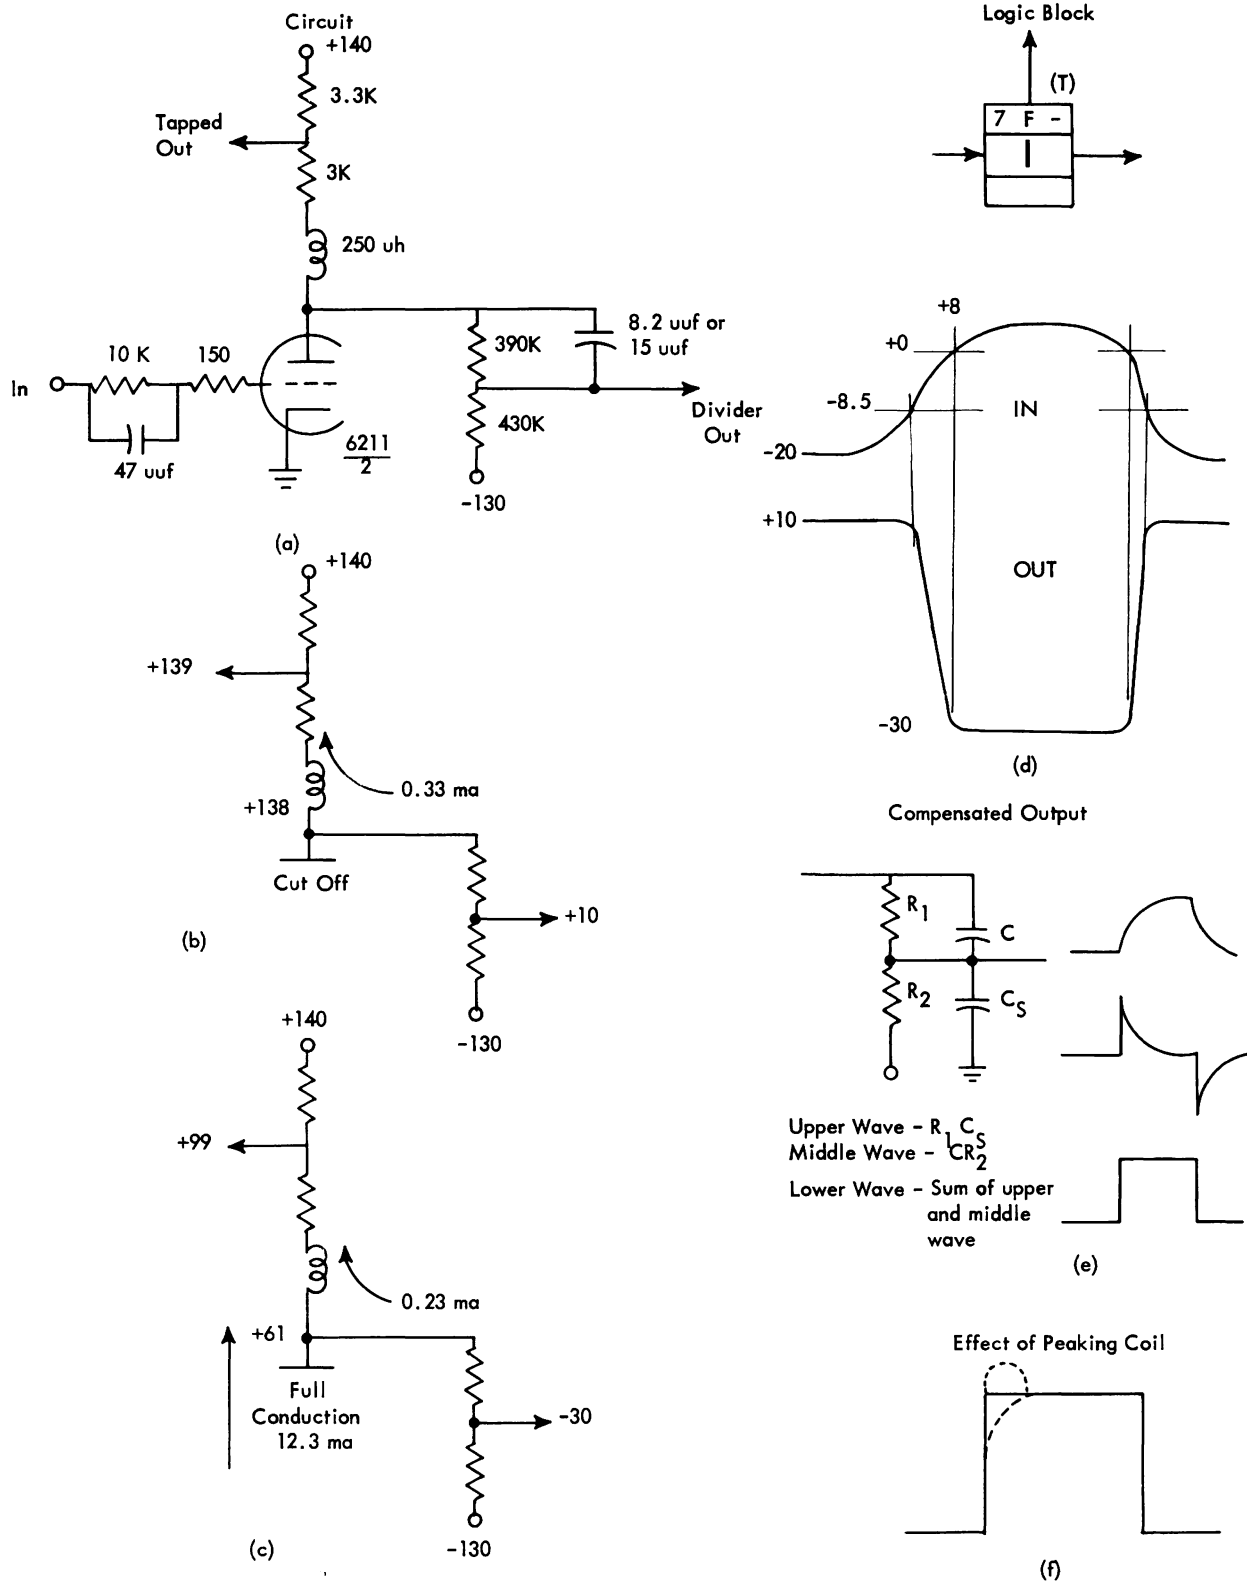 Circuit
+140
3.3K
Tapped
Out
3K
250 uh
10 K
150
In
47 uuf
6211
2
390K
8.2 uuf or
15 uuf
430K
Divider
Out
-130
(a)
+140
+139
0.33 ma
+138
Cut Off
+10
(b)
-130
+140
+99
0.23 ma
+61
Full
Conduction
12.3 ma
-30
-130
(c)
Logic Block
(T)
7 F -
I
+8
+0
-8.5
IN
-20
+10
OUT
-30
(d)
Compensated Output
R1
C
R2
CS
Upper Wave - R1CS
Middle Wave - CR2
Lower Wave - Sum of upper
and middle
wave
(e)
Effect of Peaking Coil
(f)